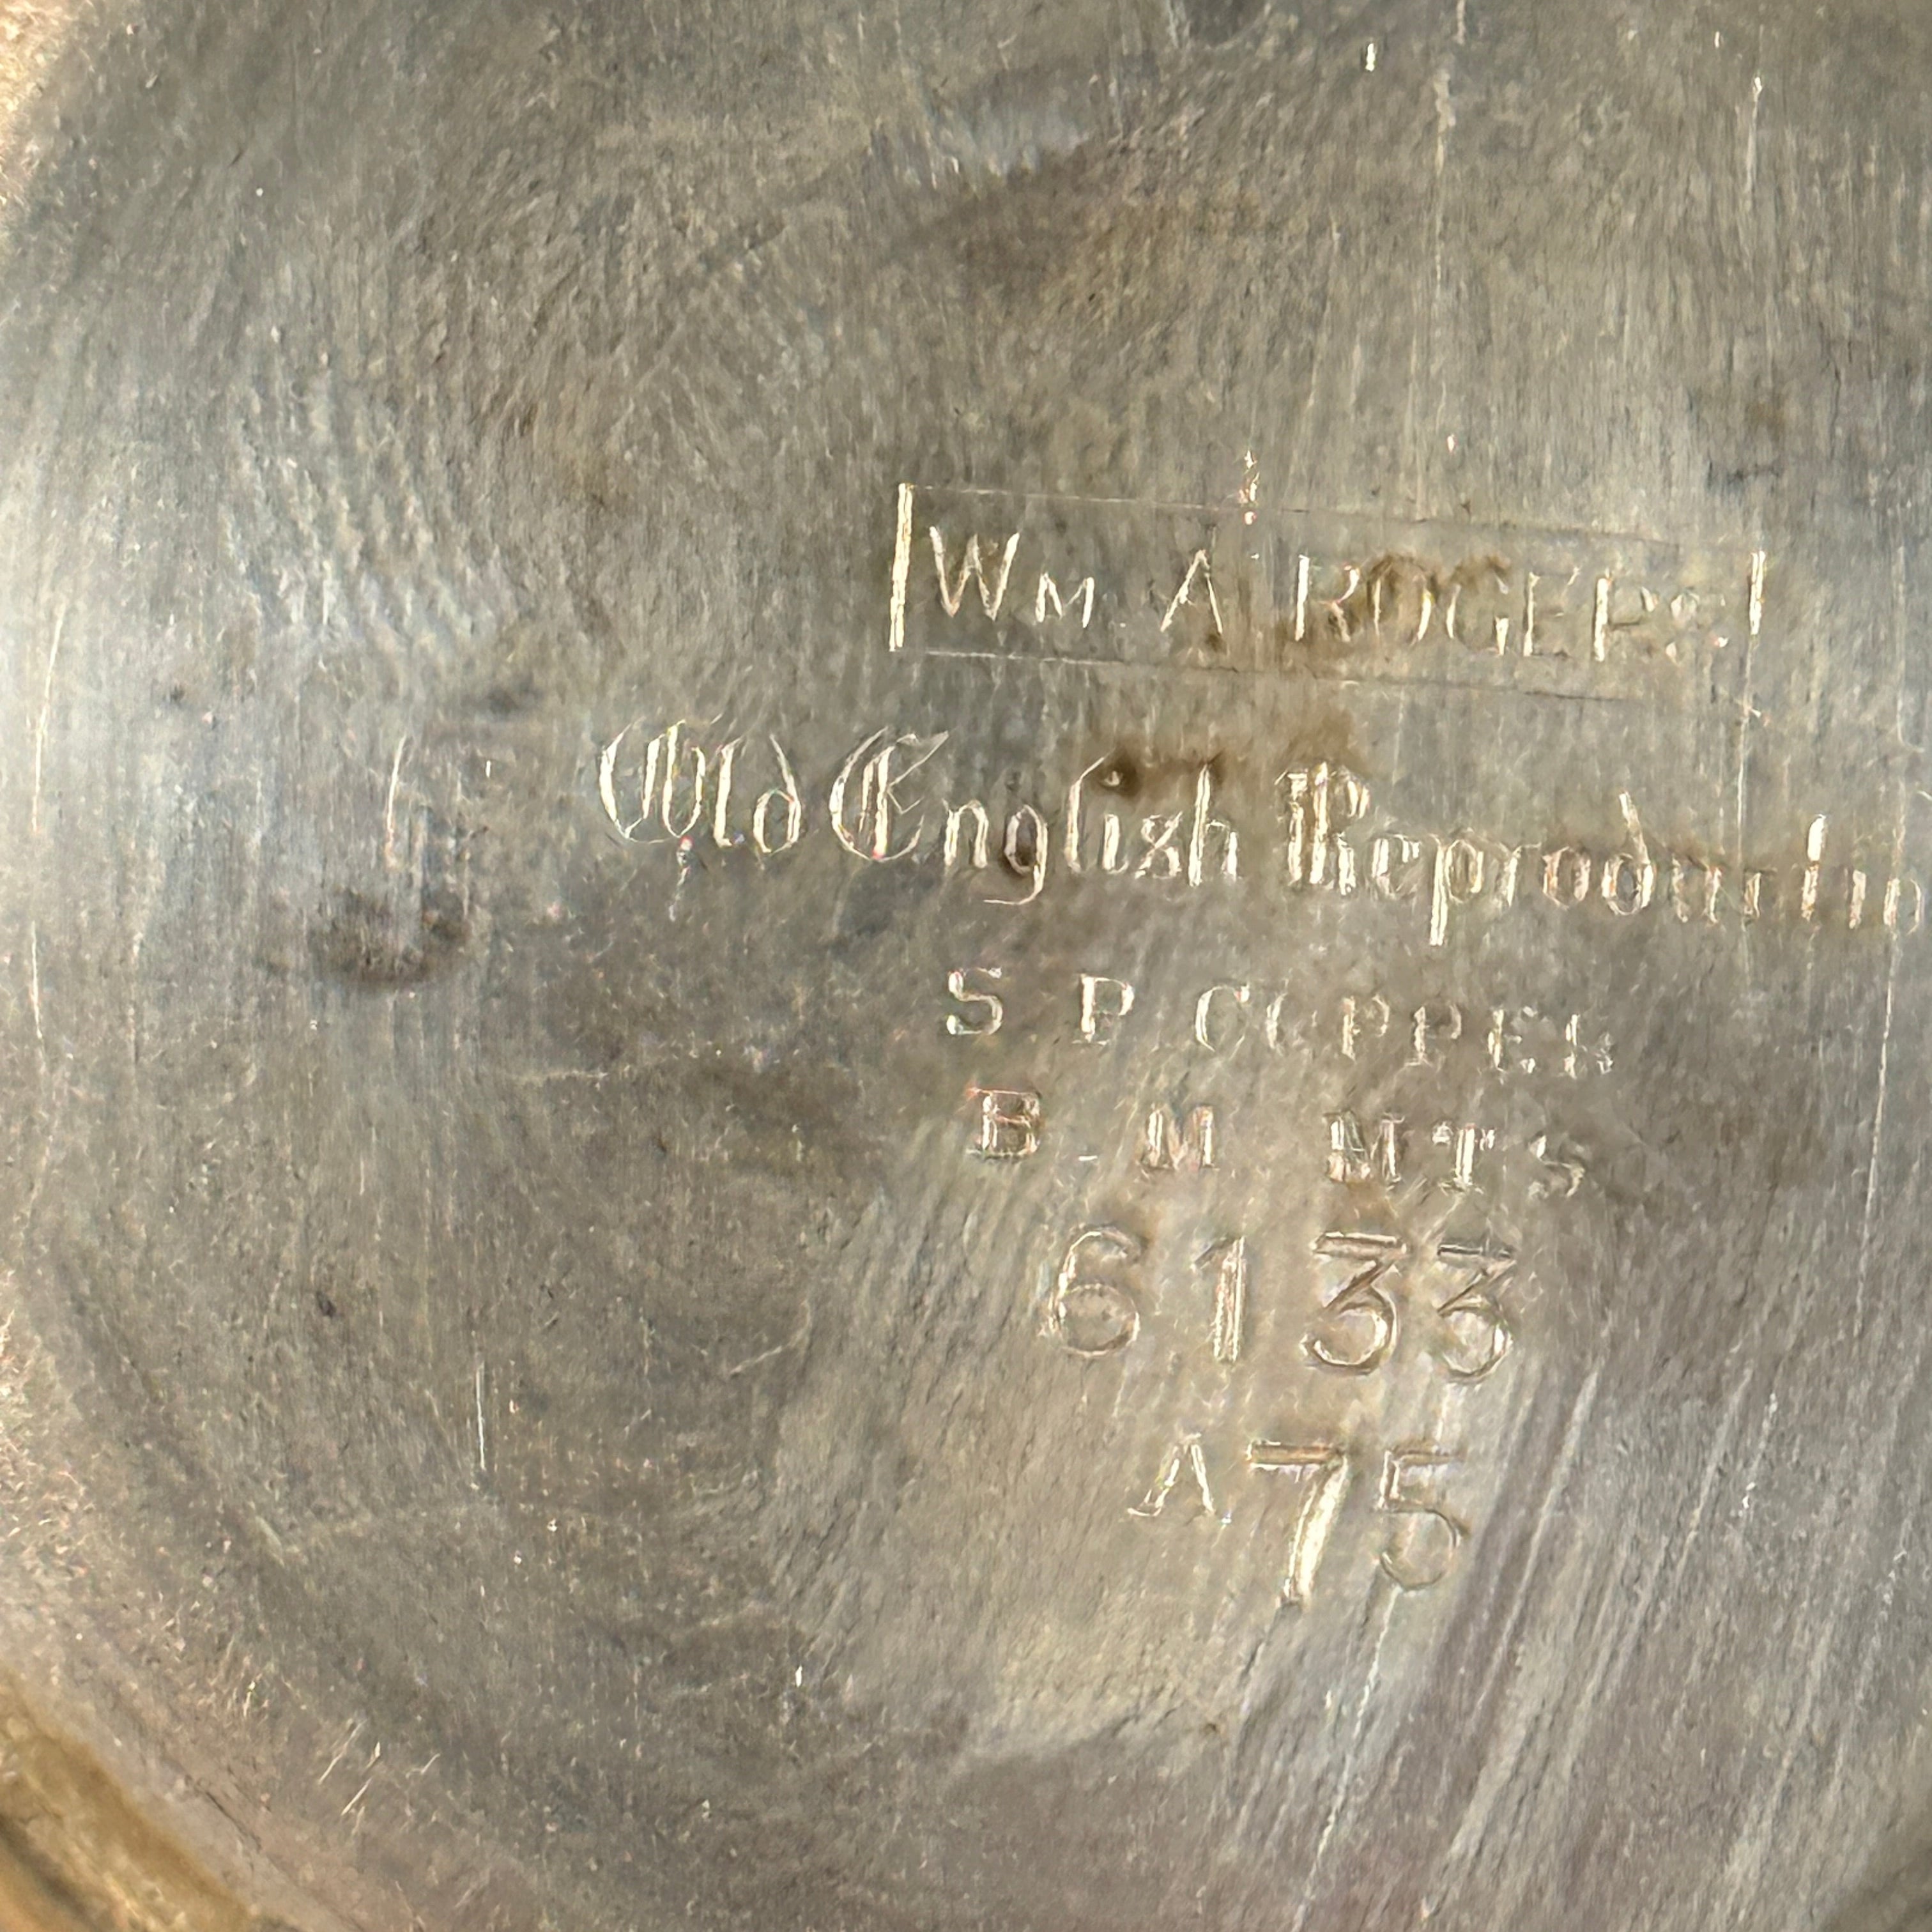 WM A ROGERS
Old English Reproduction
S P COPPER
B M MTS
6133
A75